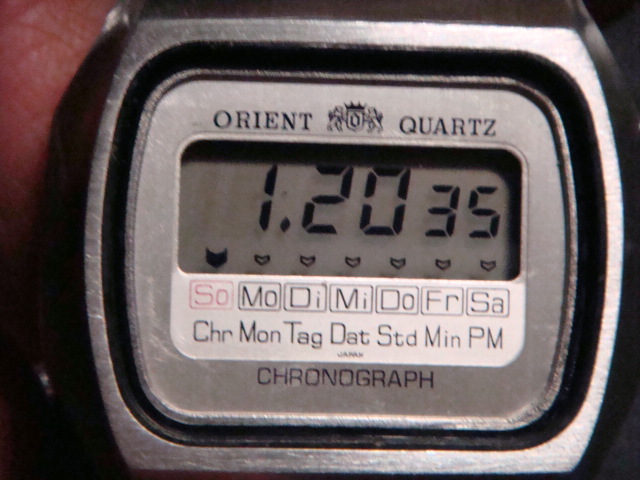 ORIENT QUARTZ
1.20 35
So Mo Di Mi Do Fr Sa
Chr Mon Tag Dat Std Min PM
JAPAN
CHRONOGRAPH